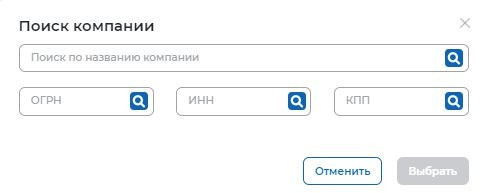 Поиск компании
Поиск по названию компании
ОГРН ИНН КПП
Отменить Выбрать